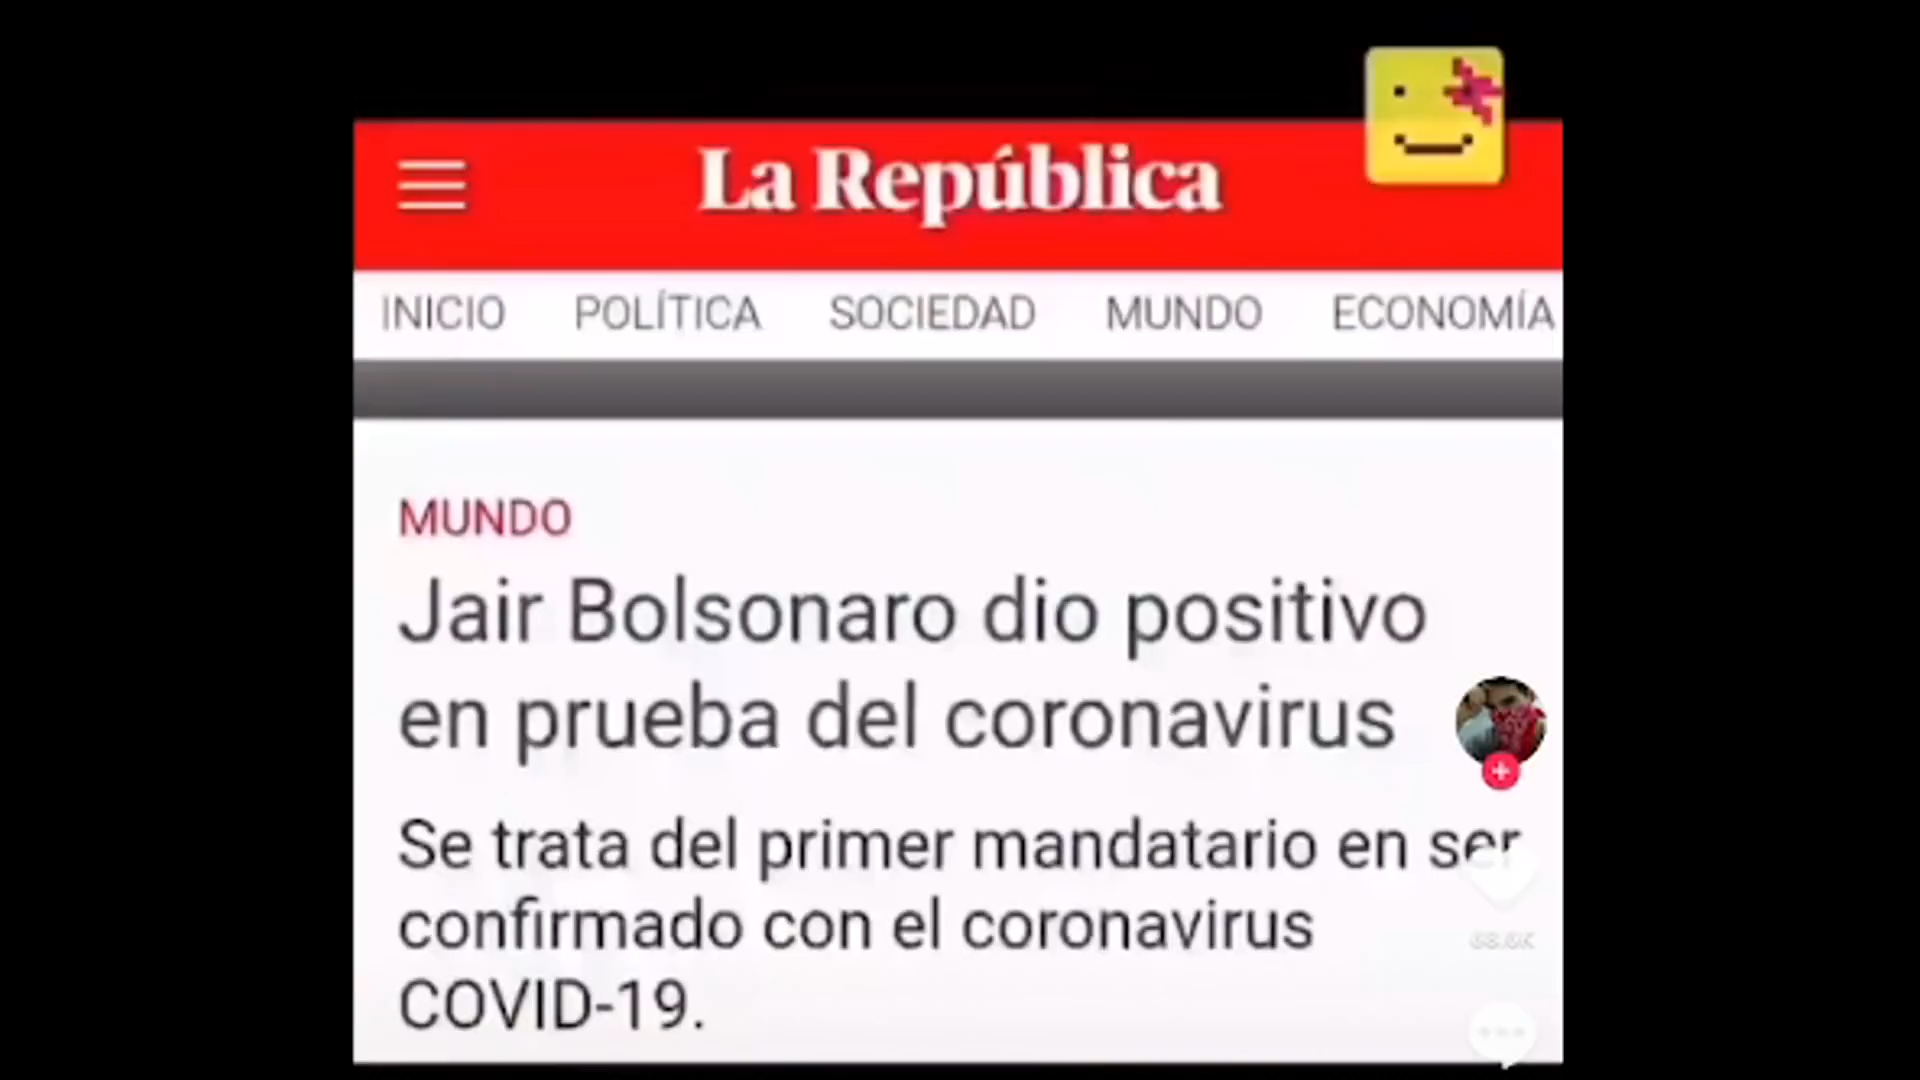 La República
INICIO POLÍTICA SOCIEDAD MUNDO ECONOMÍA
MUNDO
Jair Bolsonaro dio positivo
en prueba del coronavirus
Se trata del primer mandatario en ser
confirmado con el coronavirus
COVID-19.